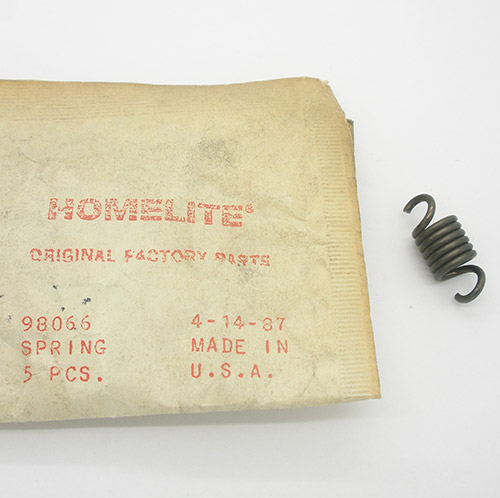 HOMELITE®
ORIGINAL FACTORY PARTS
98066 4-14-87
SPRING MADE IN
5 PCS. U.S.A.